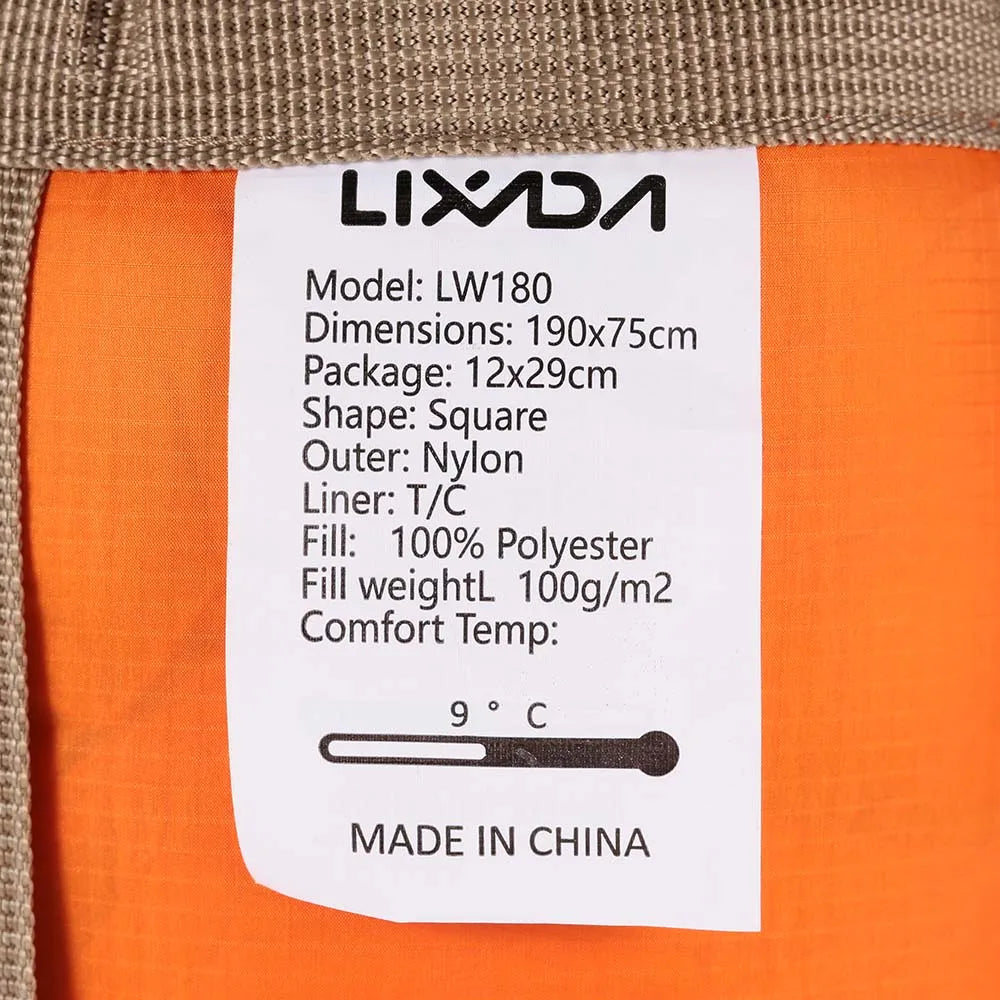 LIXADA
Model: LW180
Dimensions: 190x75cm
Package: 12x29cm
Shape: Square
Outer: Nylon
Liner: T/C
Fill: 100% Polyester
Fill weightL 100g/m2
Comfort Temp:
9 ° C
MADE IN CHINA